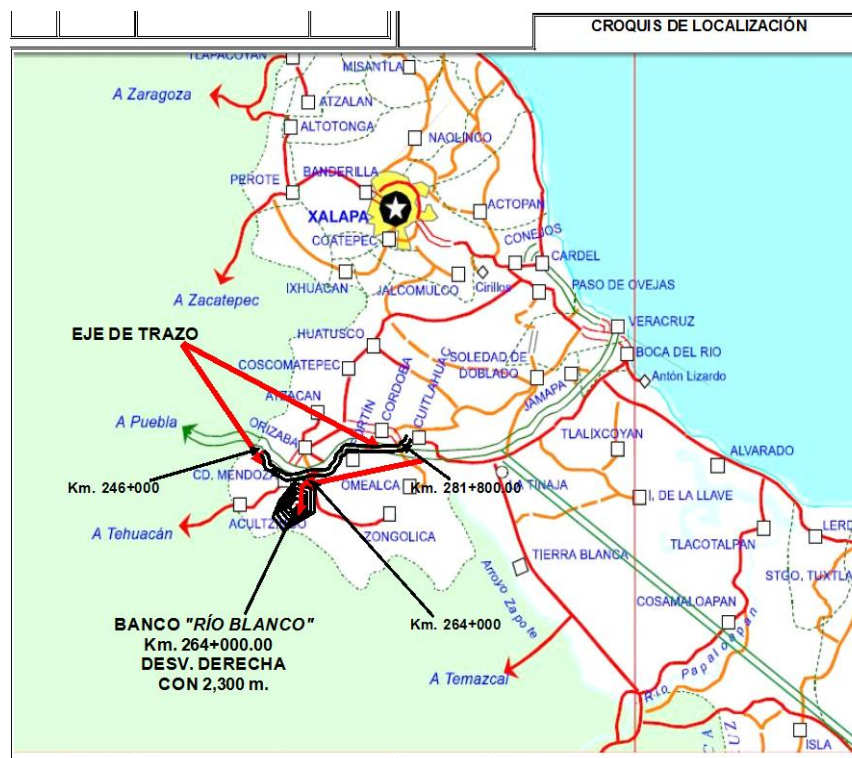 CROQUIS DE LOCALIZACIÓN
TLAPACOYAN
MISANTLA
A Zaragoza
ATZALAN
ALTOTONGA
NAOLINCO
BANDERILLA
PEROTE
XALAPA
ACTOPAN
COATEPEC
CONEJOS
CARDEL
IXHUACAN
JALCOMULCO
Cirillos
PASO DE OVEJAS
A Zacatepec
VERACRUZ
EJE DE TRAZO
HUATUSCO
BOCA DEL RIO
COSCOMATEPEC
SOLEDAD DE
DOBLADO
JAMAPA
Antón Lizardo
CORDOBA
CUITLAHUAC
A Puebla
ORIZABA
TLALIXCOYAN
ALVARADO
CD. MENDOZA
Km. 246+000
OMEALCA
Km. 281+800.00
LA TINAJA
I. DE LA LLAVE
A Tehuacán
ZONGOLICA
TIERRA BLANCA
TLACOTALPAN
LERD
STGO. TUXTLA
Arroyo Zapote
COSAMALOAPAN
BANCO "RÍO BLANCO"
Km. 264+000.00
DESV. DERECHA
CON 2,300 m.
Km. 264+000
A Temazcal
Río Papaloapan
ISLA